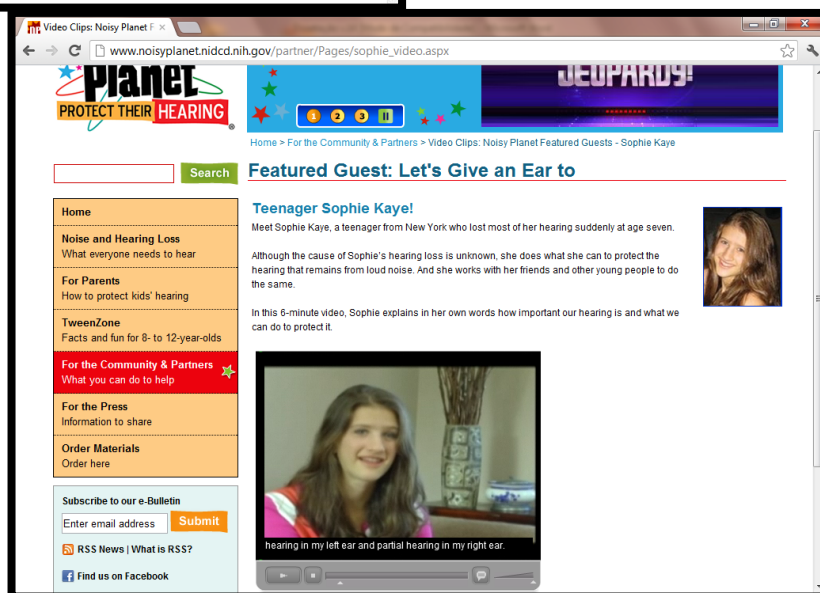 Video Clips: Noisy Planet F
www.noisyplanet.nidcd.nih.gov/partner/Pages/sophie_video.aspx
Planet
PROTECT THEIR HEARING
®
JEOPARDY!
1 2 3
Home > For the Community & Partners > Video Clips: Noisy Planet Featured Guests - Sophie Kaye
Search
Featured Guest: Let's Give an Ear to
Home
Noise and Hearing Loss
What everyone needs to hear
For Parents
How to protect kids' hearing
TweenZone
Facts and fun for 8- to 12-year-olds
For the Community & Partners
What you can do to help
For the Press
Information to share
Order Materials
Order here
Subscribe to our e-Bulletin
Enter email address Submit
RSS News | What is RSS?
Find us on Facebook
Teenager Sophie Kaye!
Meet Sophie Kaye, a teenager from New York who lost most of her hearing suddenly at age seven.
Although the cause of Sophie's hearing loss is unknown, she does what she can to protect the
hearing that remains from loud noise. And she works with her friends and other young people to do
the same.
In this 6-minute video, Sophie explains in her own words how important our hearing is and what we
can do to protect it.
hearing in my left ear and partial hearing in my right ear.